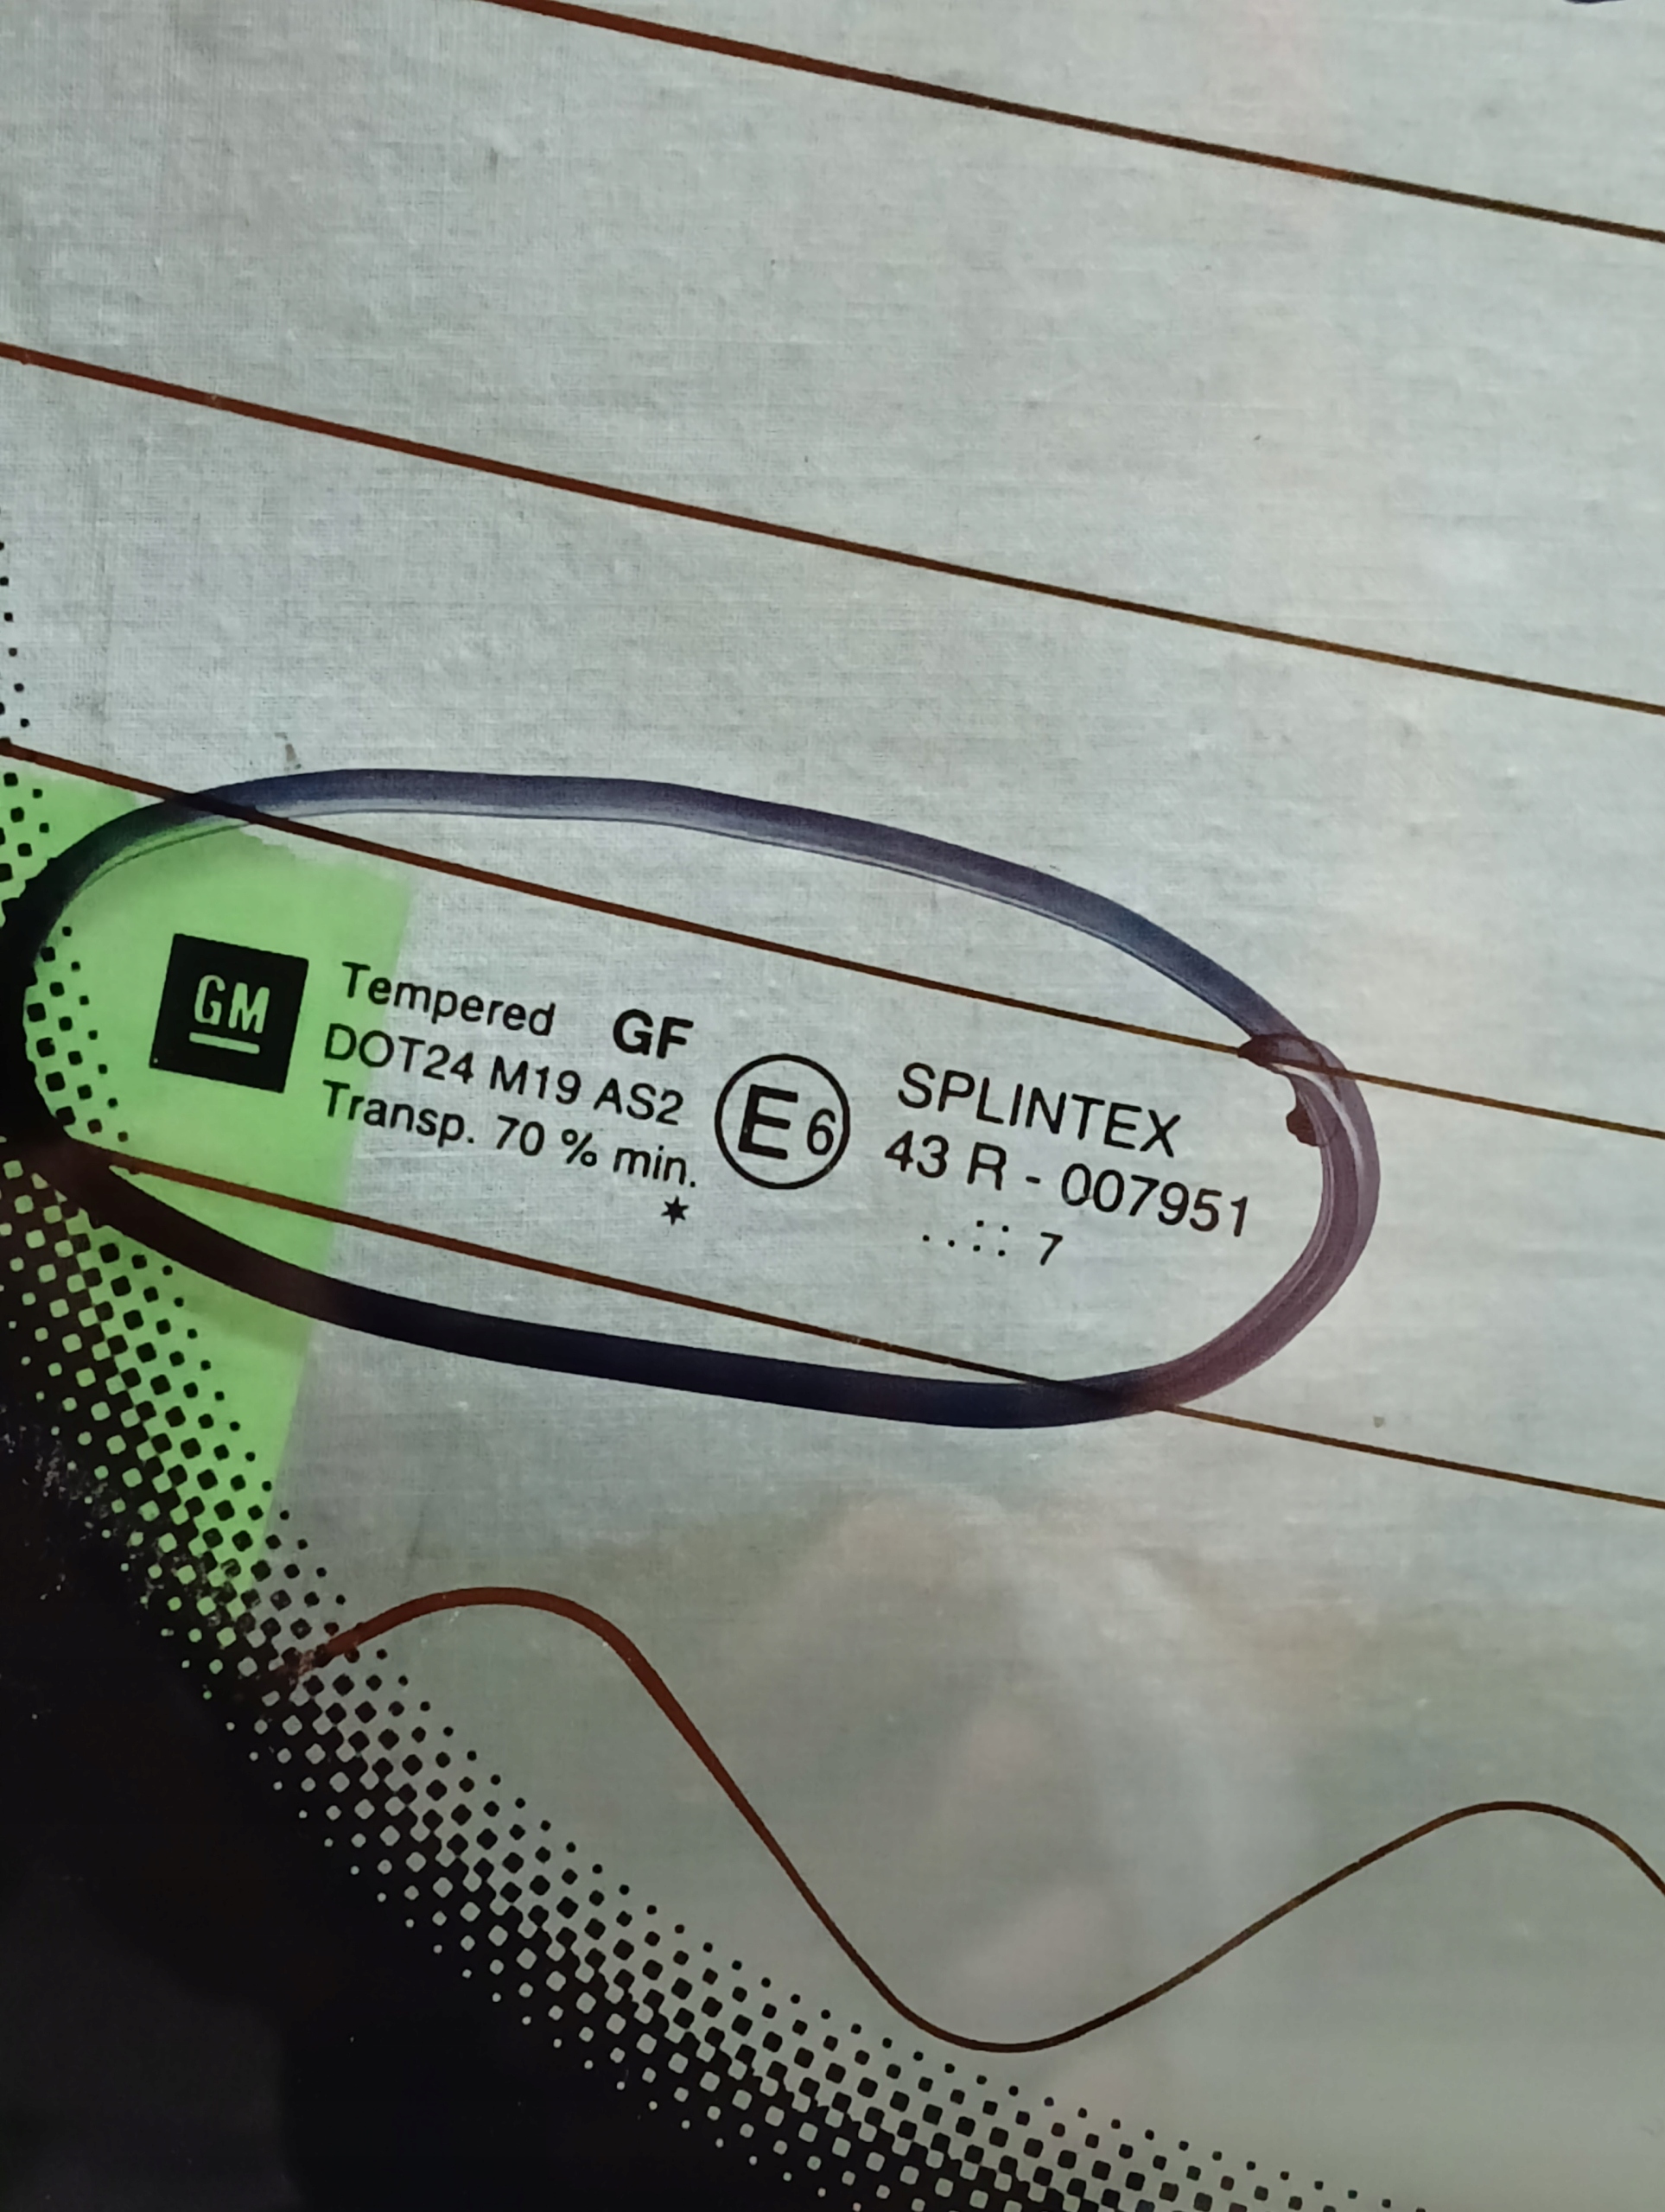 GM
Tempered GF
DOT24 M19 AS2
Transp. 70 % min.
E6
SPLINTEX
43 R - 007951
..:: 7